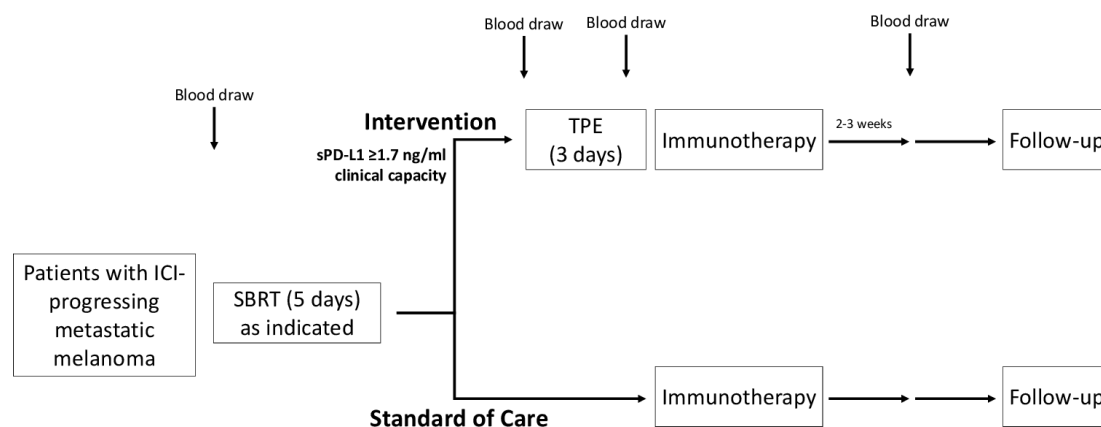 Blood draw
Blood draw
Blood draw
Blood draw
Intervention
sPD-L1 ≥1.7 ng/ml
clinical capacity
TPE
(3 days)
Immunotherapy
2-3 weeks
Follow-up
Patients with ICI-
progressing
metastatic
melanoma
SBRT (5 days)
as indicated
Standard of Care
Immunotherapy
Follow-up